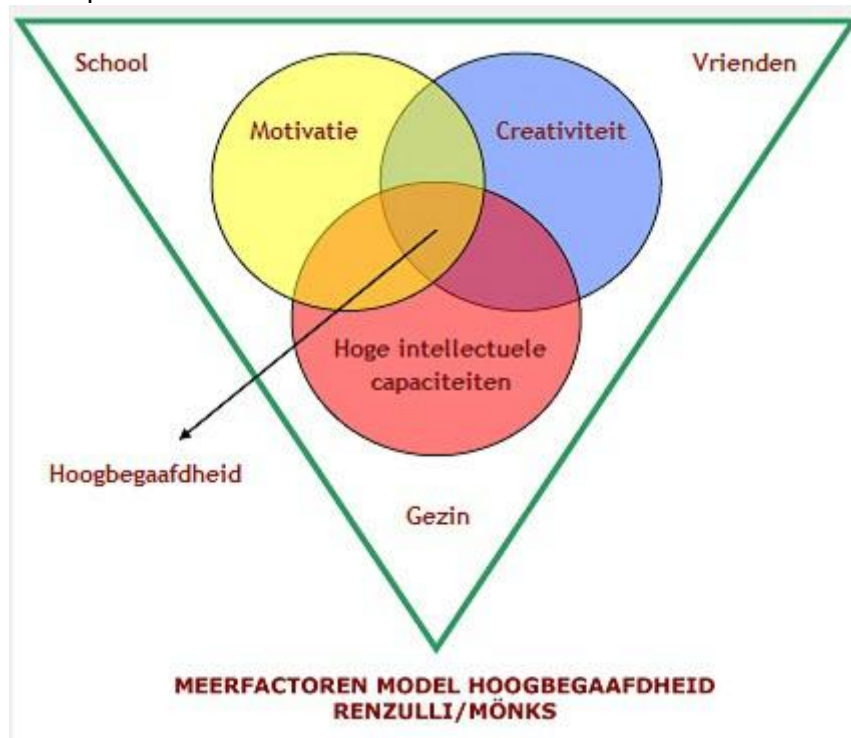 School
Vrienden
Motivatie
Creativiteit
Hoge intellectuele
capaciteiten
Hoogbegaafdheid
Gezin
MEERFACTOREN MODEL HOOGBEGAAFDHEID
RENZULLI/MÖNKS